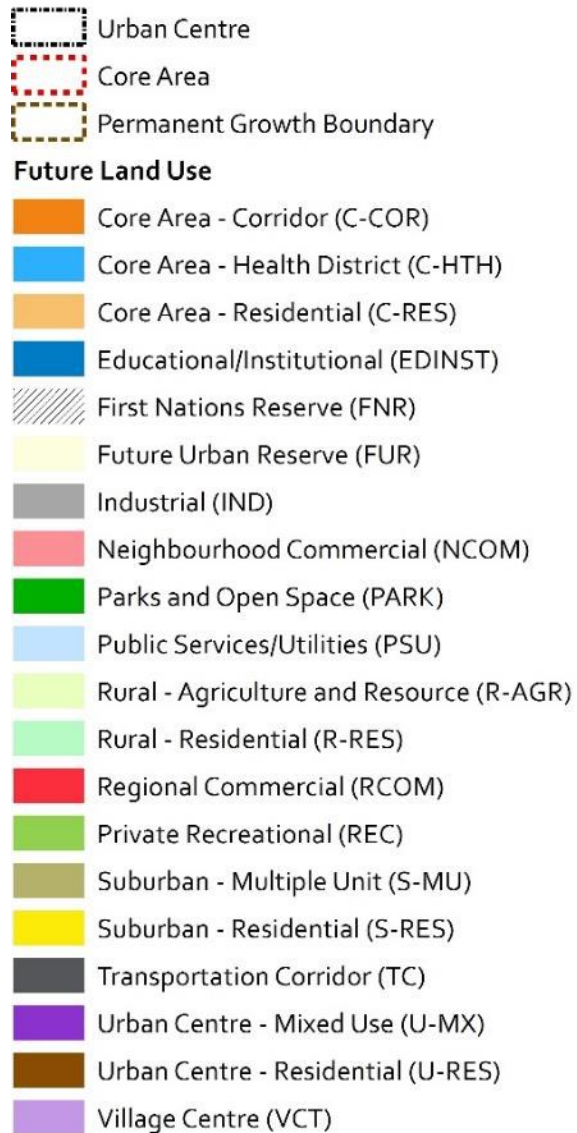 Urban Centre
Core Area
Permanent Growth Boundary
Future Land Use
Core Area - Corridor (C-COR)
Core Area - Health District (C-HTH)
Core Area - Residential (C-RES)
Educational/Institutional (EDINST)
First Nations Reserve (FNR)
Future Urban Reserve (FUR)
Industrial (IND)
Neighbourhood Commercial (NCOM)
Parks and Open Space (PARK)
Public Services/Utilities (PSU)
Rural - Agriculture and Resource (R-AGR)
Rural - Residential (R-RES)
Regional Commercial (RCOM)
Private Recreational (REC)
Suburban - Multiple Unit (S-MU)
Suburban - Residential (S-RES)
Transportation Corridor (TC)
Urban Centre - Mixed Use (U-MX)
Urban Centre - Residential (U-RES)
Village Centre (VCT)